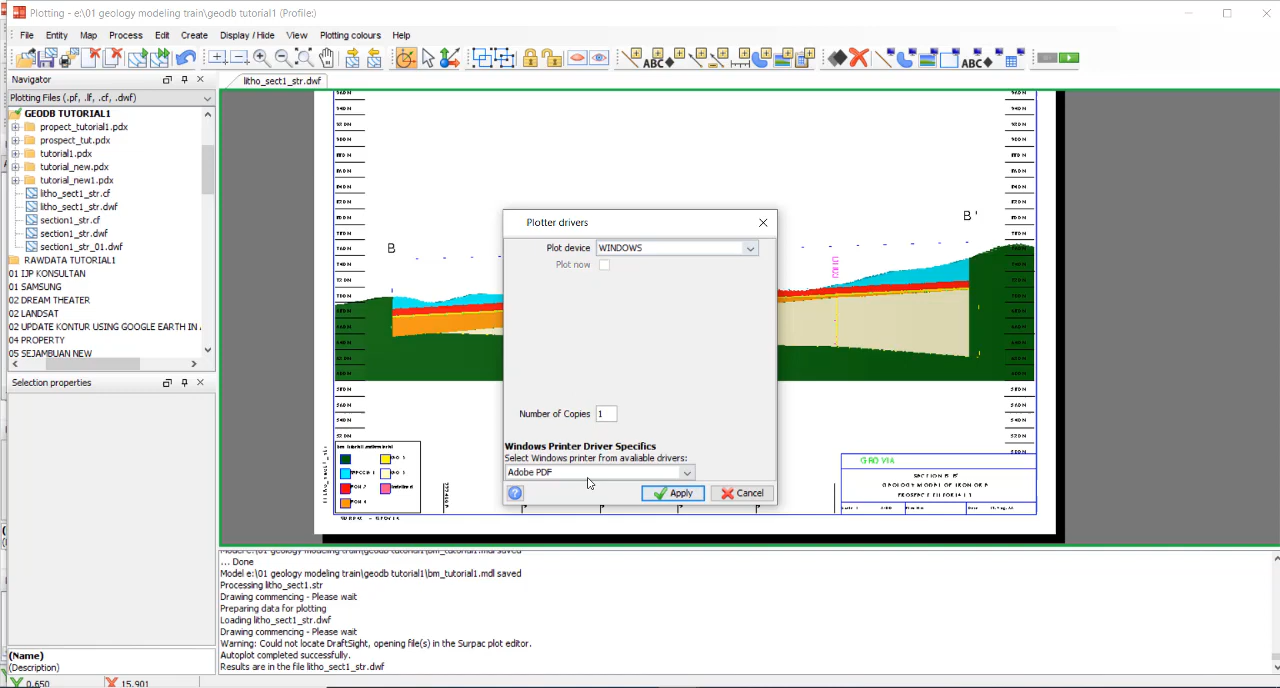 Plotting - e:\01 geology modeling train\geodb tutorial1 (Profile:)
File Entity Map Process Edit Create Display / Hide View Plotting colours Help
ABC ABC
Navigator
litho_sect1_str.dwf
Plotting Files (.pf, .lf, .cf, .dwf)
GEODB TUTORIAL1
propect_tutorial1.pdx
prospect_tut.pdx
tutorial1.pdx
tutorial_new.pdx
tutorial_new1.pdx
litho_sect1_str.cf
litho_sect1_str.dwf
section1_str.cf
section1_str.dwf
section1_str_01.dwf
RAWDATA TUTORIAL1
01 IJP KONSULTAN
01 SAMSUNG
02 DREAM THEATER
02 LANDSAT
02 UPDATE KONTUR USING GOOGLE EARTH IN
04 PROPERTY
05 SEJAMBUAN NEW
Selection properties
(Name)
(Description)
0.650 15.901
B
B'
Plotter drivers
Plot device WINDOWS
Plot now
Number of Copies 1
Windows Printer Driver Specifics
Select Windows printer from available drivers:
Adobe PDF
Apply Cancel
GEOVIA
... Done
Model e:\01 geology modeling train\geodb tutorial1\bm_tutorial1.mdl saved
Processing litho_sect1.str
Drawing commencing - Please wait
Preparing data for plotting
Loading litho_sect1_str.dwf
Drawing commencing - Please wait
Warning: Could not locate DraftSight, opening file(s) in the Surpac plot editor.
Autoplot completed successfully.
Results are in the file litho_sect1_str.dwf